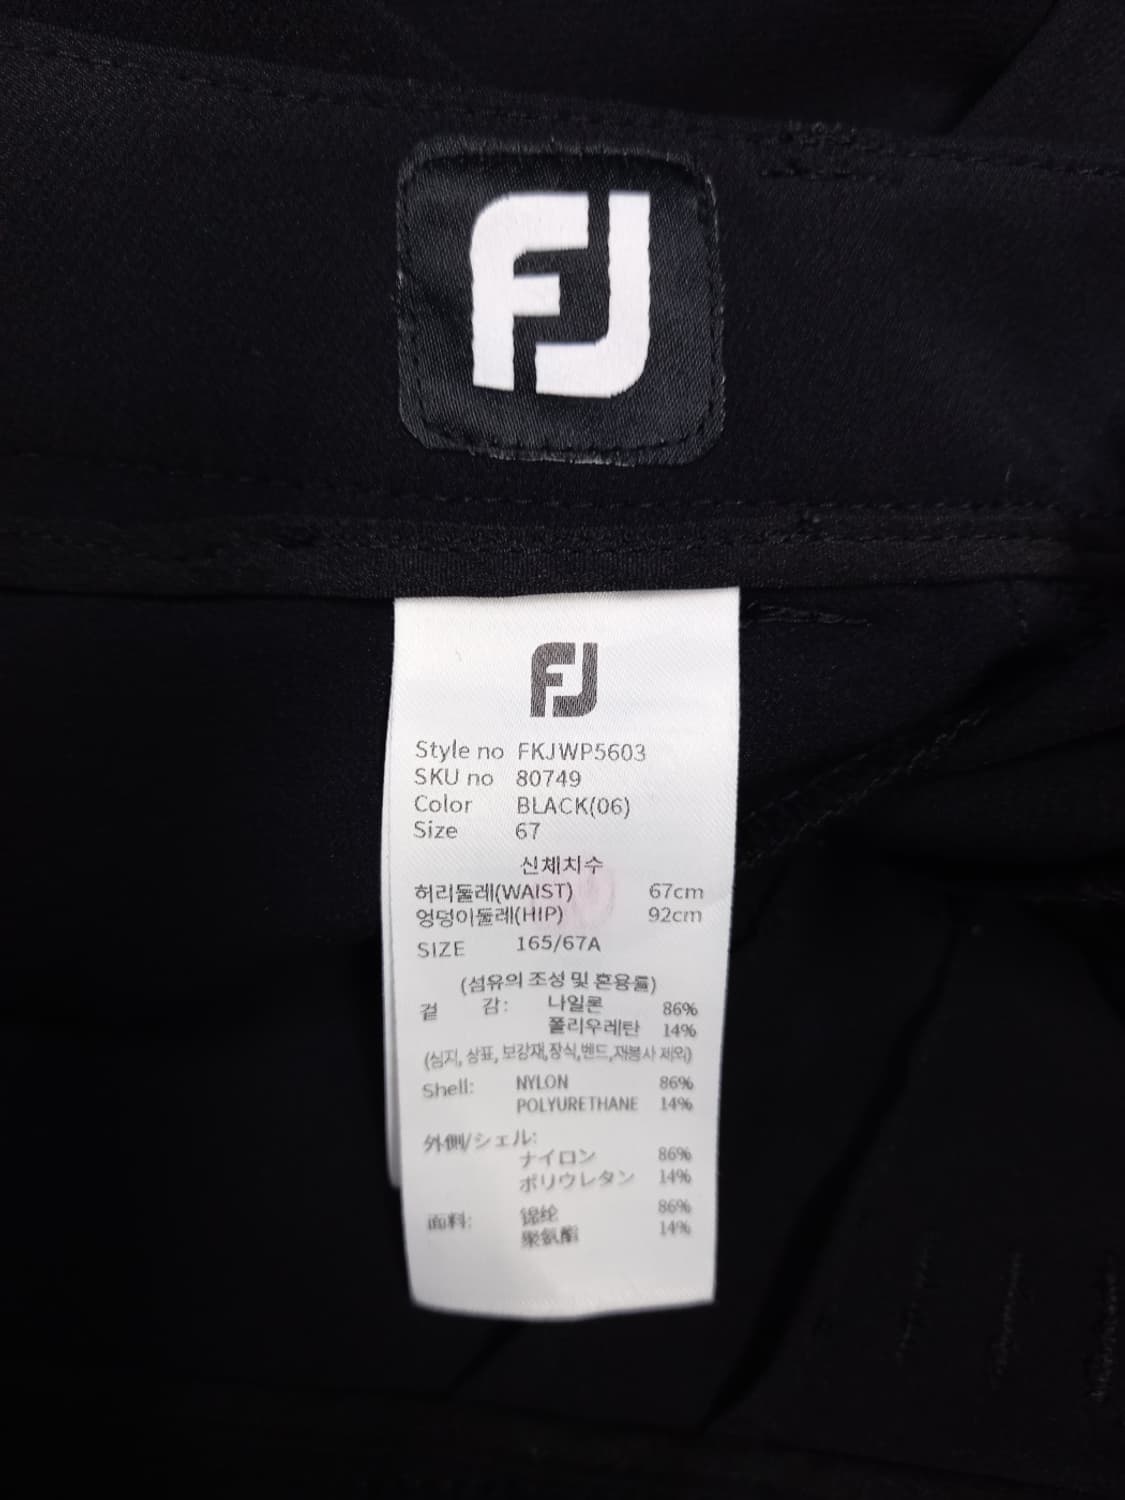 FJ
FJ
Style no FKJWP5603
SKU no 80749
Color BLACK(06)
Size 67
신체치수
허리둘레(WAIST) 67cm
엉덩이둘레(HIP) 92cm
SIZE 165/67A
(섬유의 조성 및 혼용률)
겉 감: 나일론 86%
폴리우레탄 14%
(심지, 상표, 보강재,장식,벤드,재봉사 제외)
Shell: NYLON 86%
POLYURETHANE 14%
外側/シェル:
ナイロン 86%
ポリウレタン 14%
面料: 锦纶 86%
聚氨酯 14%